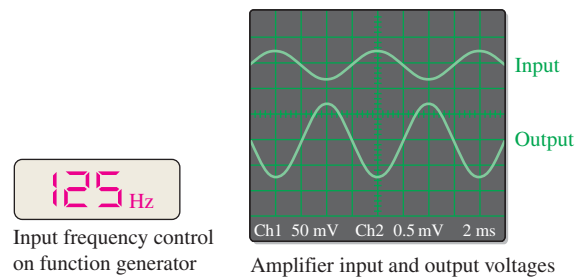 Input
Output
125 Hz
Ch1 50 mV Ch2 0.5 mV 2 ms
Input frequency control
on function generator
Amplifier input and output voltages